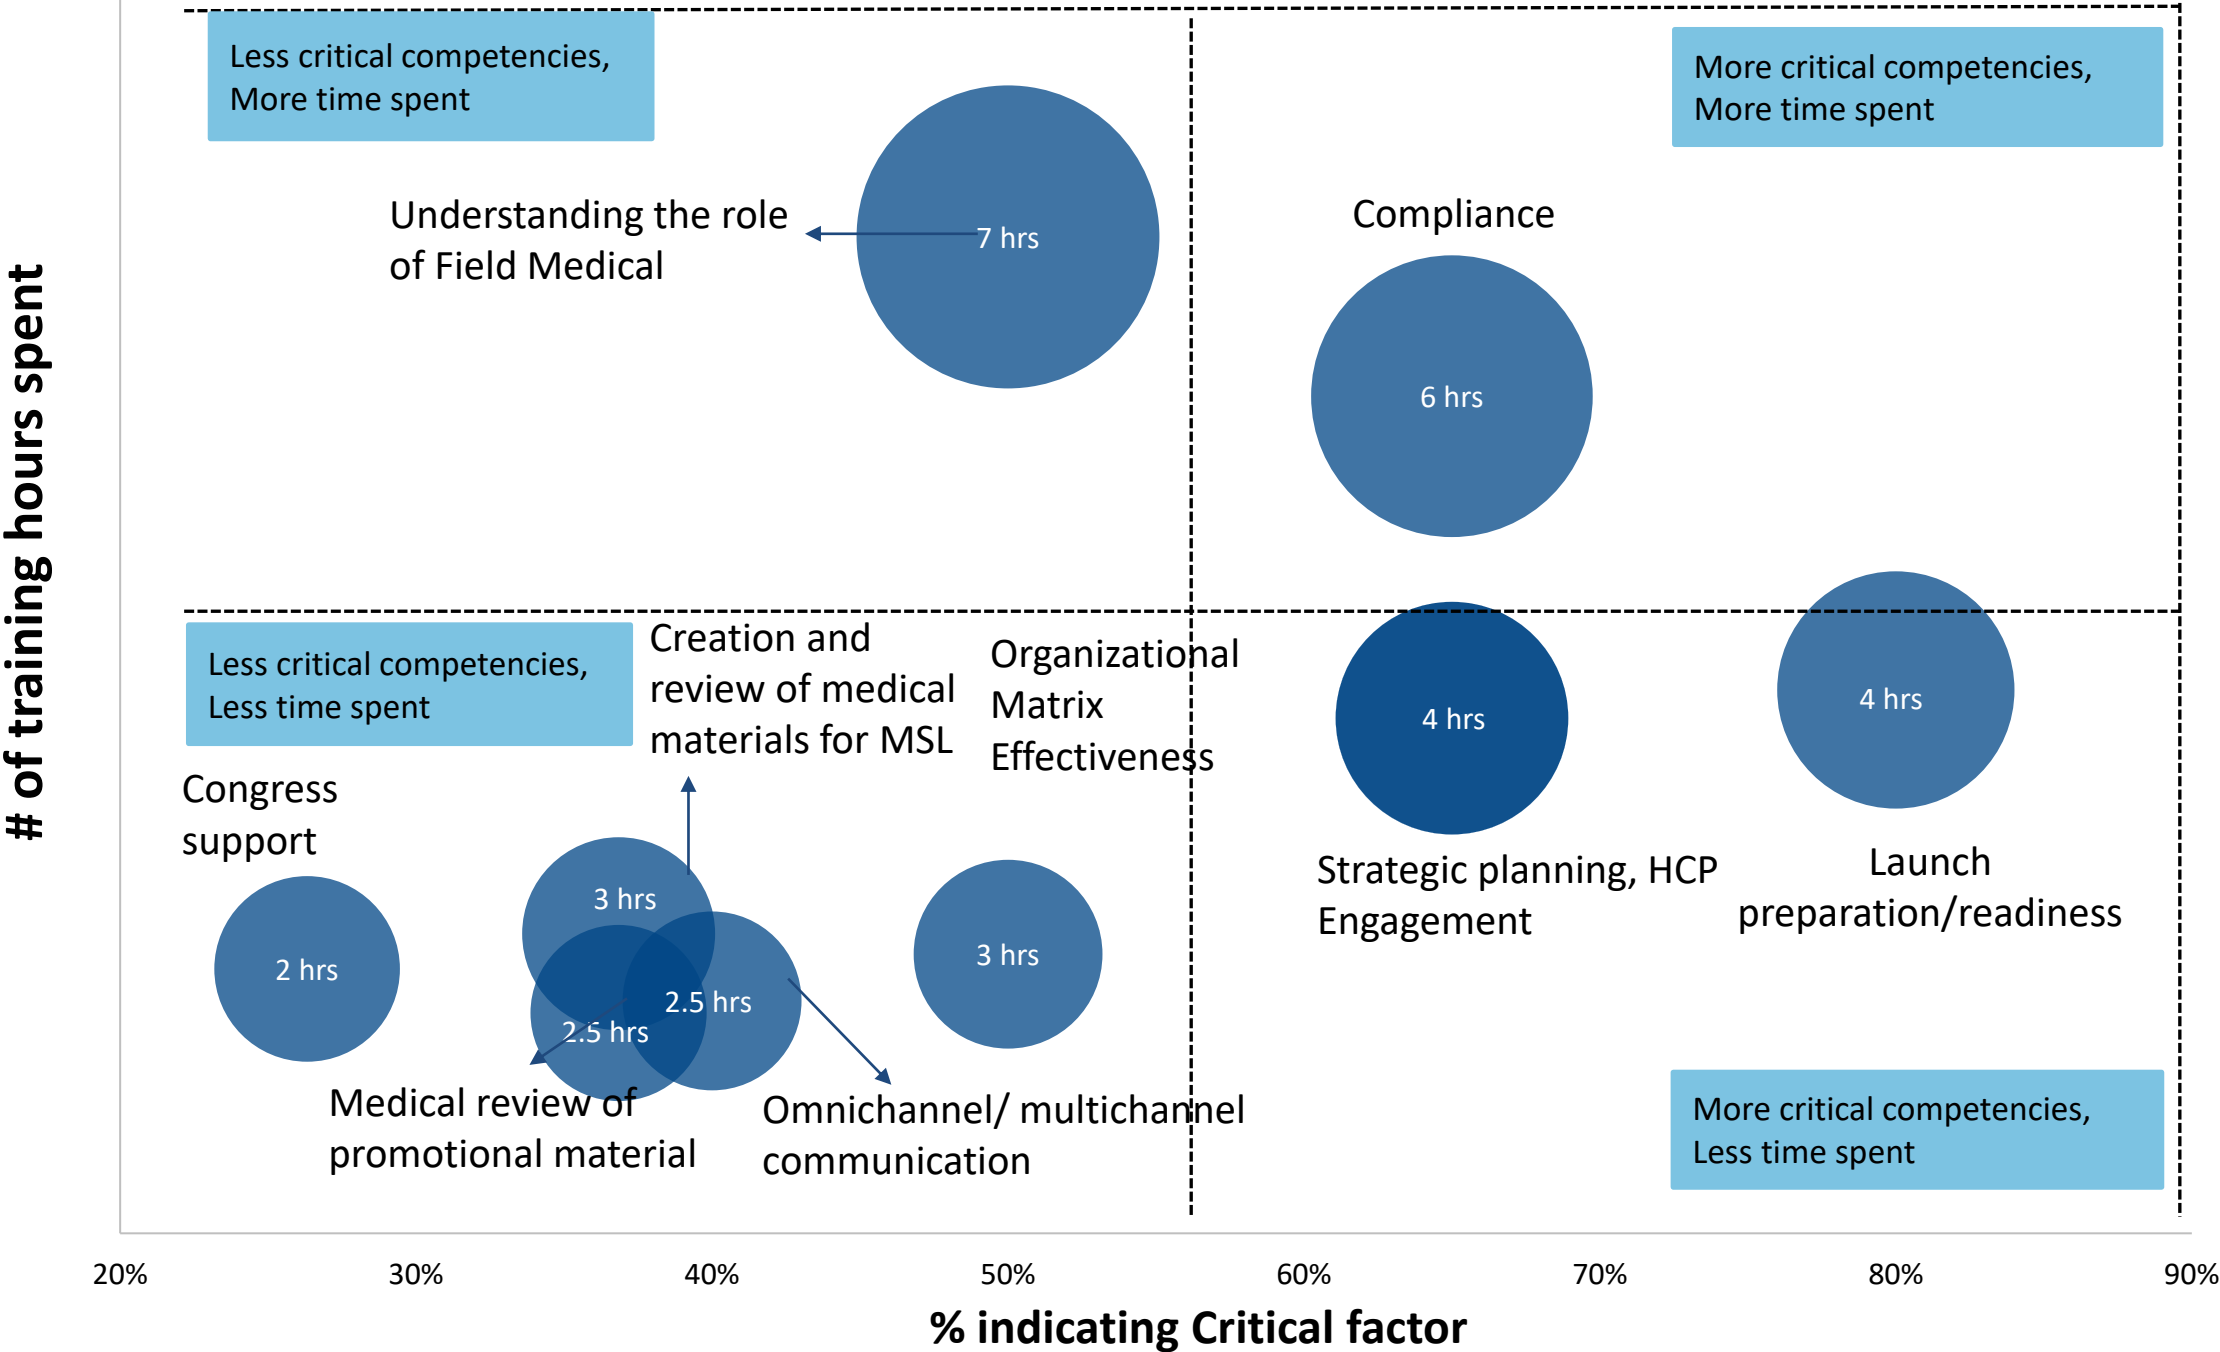 Less critical competencies,
More time spent
More critical competencies,
More time spent
Understanding the role
of Field Medical
7 hrs
Compliance
6 hrs
# of training hours spent
Less critical competencies,
Less time spent
Creation and
review of medical
materials for MSL
Organizational
Matrix
Effectiveness
4 hrs
4 hrs
Congress
support
Strategic planning, HCP
Engagement
Launch
preparation/readiness
3 hrs
2 hrs
2.5 hrs
2.5 hrs
3 hrs
Medical review of
promotional material
Omnichannel/ multichannel
communication
More critical competencies,
Less time spent
20%
30%
40%
50%
60%
70%
80%
90%
% indicating Critical factor